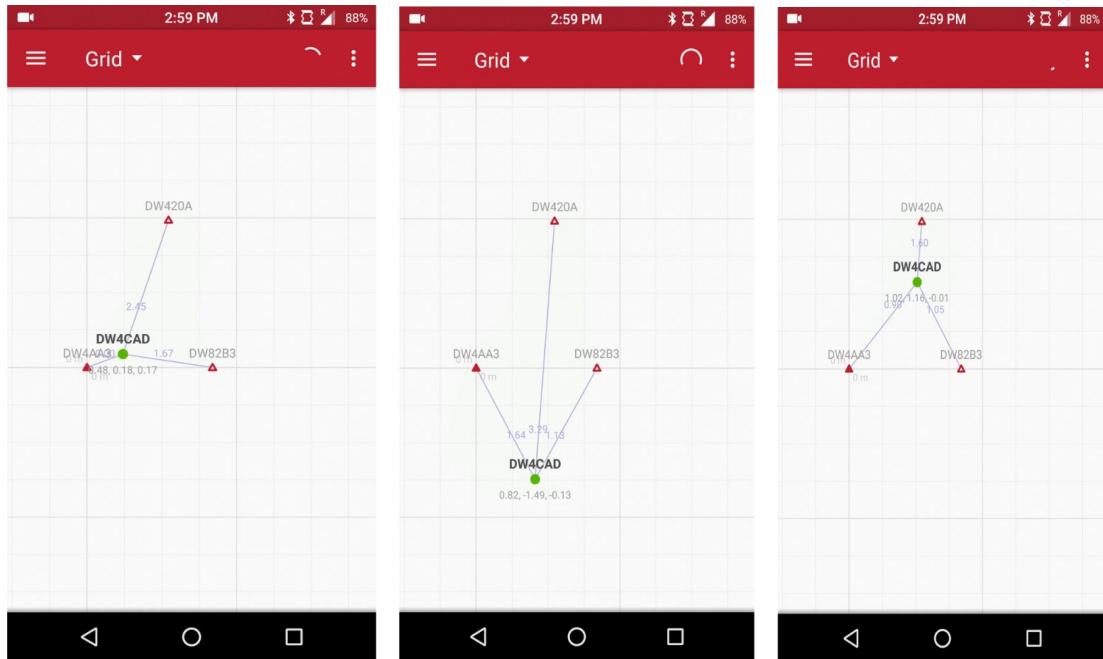 2:59 PM
R
88%
Grid
DW420A
2.45
DW4CAD
DW4AA3
1.67
DW82B3
0 m
0.48, 0.18, 0.17
0 m
2:59 PM
R
88%
Grid
DW420A
DW4AA3
DW82B3
0 m
0 m
1.64
3.29
1.13
DW4CAD
0.82, -1.49, -0.13
2:59 PM
R
88%
Grid
DW420A
1.60
DW4CAD
1.02, 1.16, -0.01
1.05
DW4AA3
DW82B3
0 m
0 m